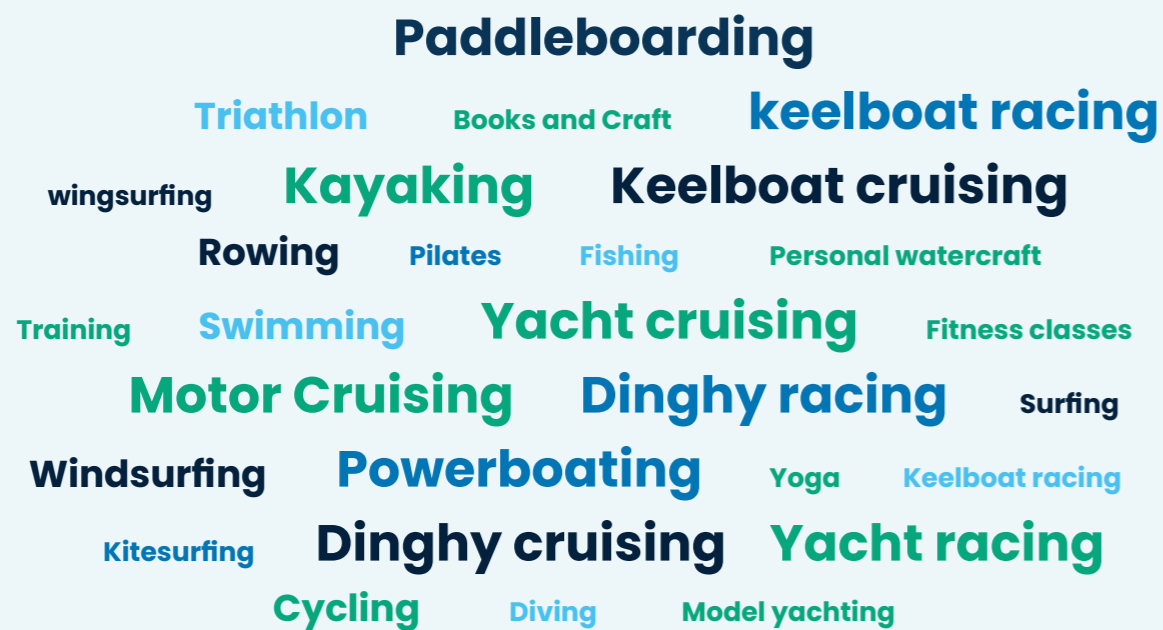 Paddleboarding
Triathlon Books and Craft keelboat racing
wingsurfing Kayaking Keelboat cruising
Rowing Pilates Fishing Personal watercraft
Training Swimming Yacht cruising Fitness classes
Motor Cruising Dinghy racing Surfing
Windsurfing Powerboating Yoga Keelboat racing
Kitesurfing Dinghy cruising Yacht racing
Cycling Diving Model yachting